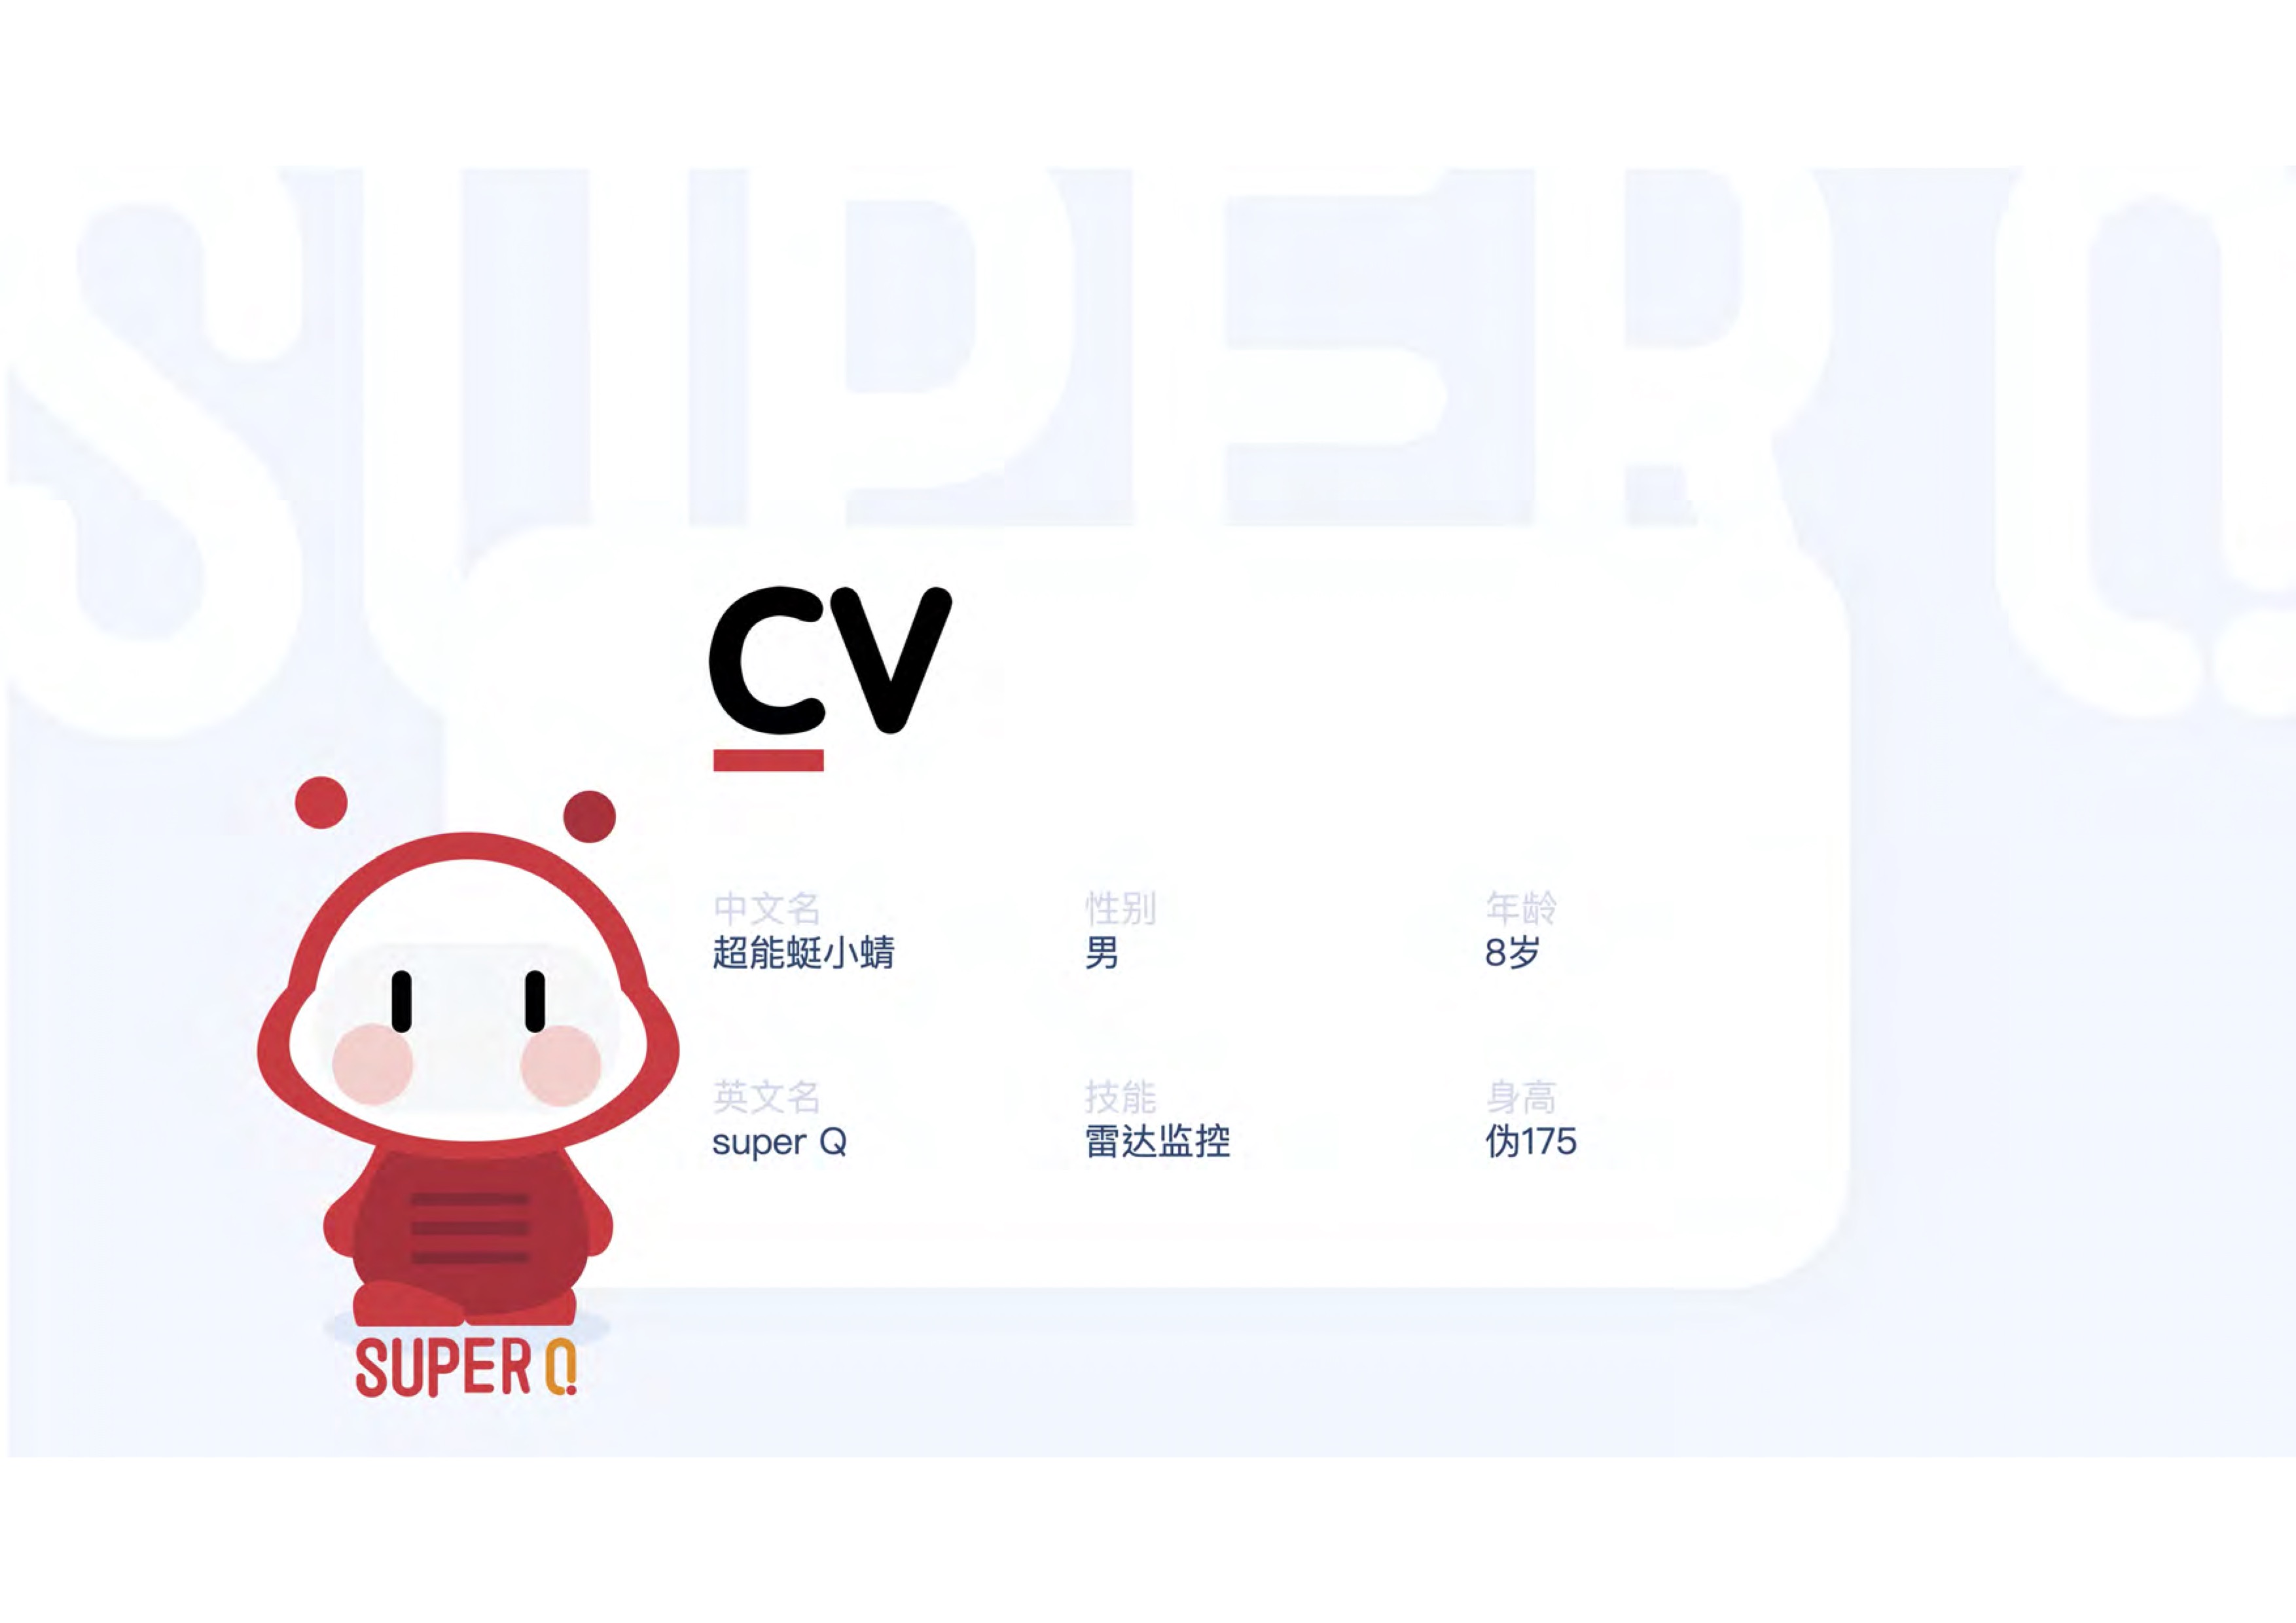 SUPER Q
CV
中文名
超能蜓小蜻
性别
男
年龄
8岁
英文名
super Q
技能
雷达监控
身高
伪175
SUPER Q